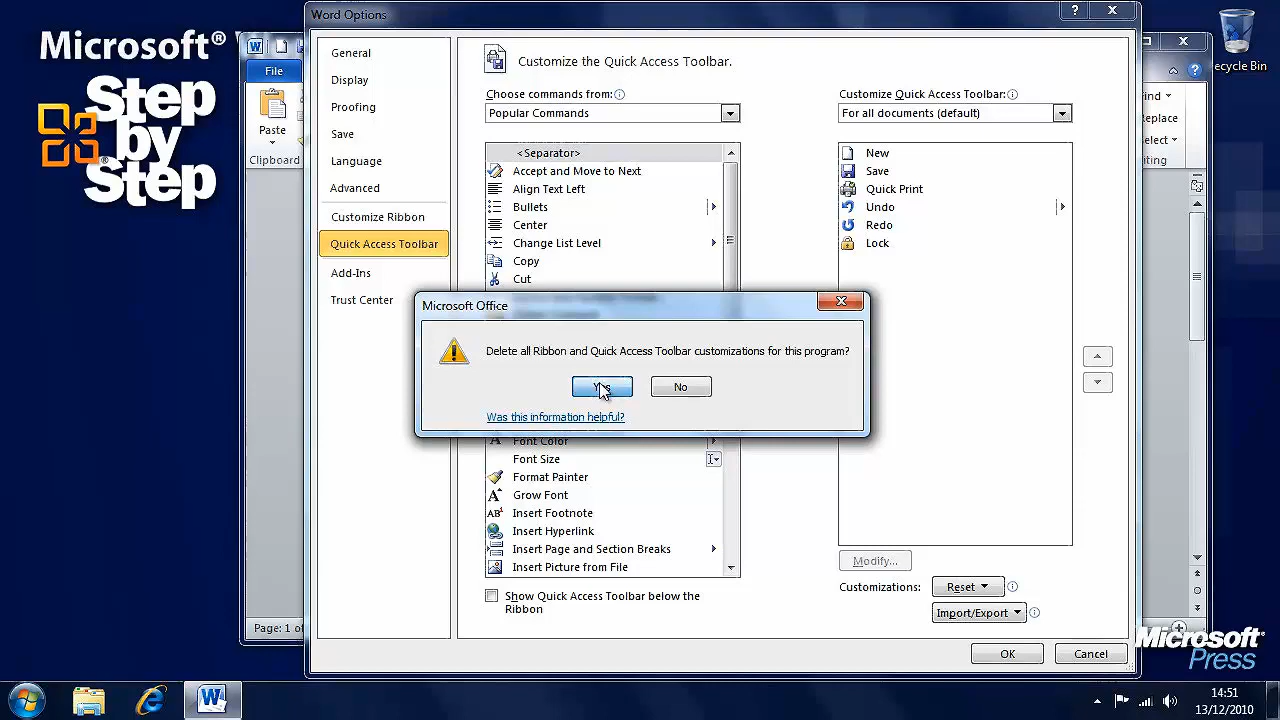 Microsoft®
Step
by
Step®
Word Options
?
File
Paste
Clipboard
Page: 1 of
General
Display
Proofing
Save
Language
Advanced
Customize Ribbon
Quick Access Toolbar
Add-Ins
Trust Center
Customize the Quick Access Toolbar.
Choose commands from:
Popular Commands
<Separator>
Accept and Move to Next
Align Text Left
Bullets
Center
Change List Level
Copy
Cut
Font Color
Font Size
Format Painter
Grow Font
Insert Footnote
Insert Hyperlink
Insert Page and Section Breaks
Insert Picture from File
Show Quick Access Toolbar below the
Ribbon
Customize Quick Access Toolbar:
For all documents (default)
New
Save
Quick Print
Undo
Redo
Lock
Modify...
Customizations:
Reset
Import/Export
OK
Cancel
Microsoft Office
Delete all Ribbon and Quick Access Toolbar customizations for this program?
No
Was this information helpful?
ecycle Bin
Microsoft
Press
14:51
13/12/2010